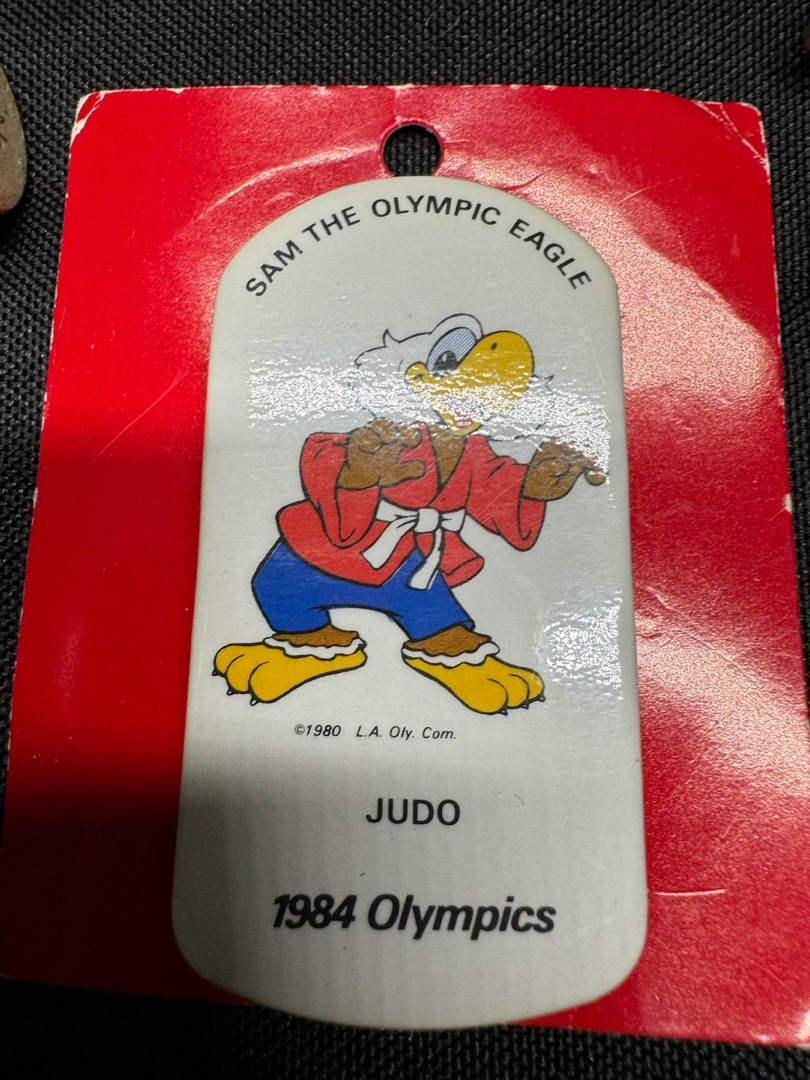 SAM THE OLYMPIC EAGLE
©1980 L.A. Oly. Com.
JUDO
1984 Olympics